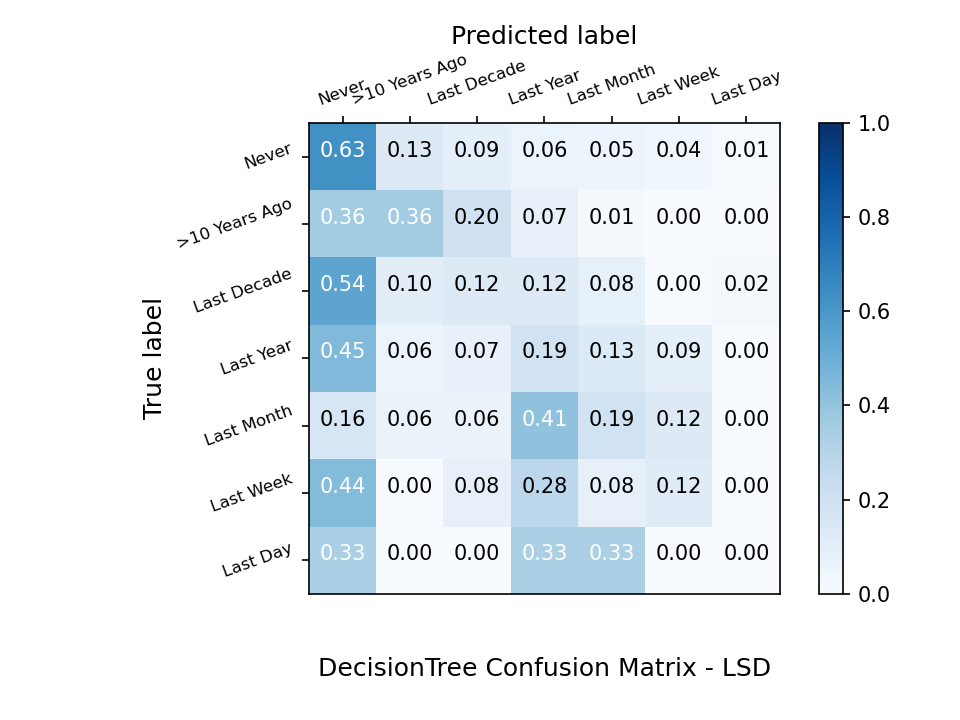 Predicted label
Never >10 Years Ago Last Decade Last Year Last Month Last Week Last Day
Never 0.63 0.13 0.09 0.06 0.05 0.04 0.01
>10 Years Ago 0.36 0.36 0.20 0.07 0.01 0.00 0.00
Last Decade 0.54 0.10 0.12 0.12 0.08 0.00 0.02
Last Year 0.45 0.06 0.07 0.19 0.13 0.09 0.00
Last Month 0.16 0.06 0.06 0.41 0.19 0.12 0.00
Last Week 0.44 0.00 0.08 0.28 0.08 0.12 0.00
Last Day 0.33 0.00 0.00 0.33 0.33 0.00 0.00
True label
1.0
0.8
0.6
0.4
0.2
0.0
DecisionTree Confusion Matrix - LSD